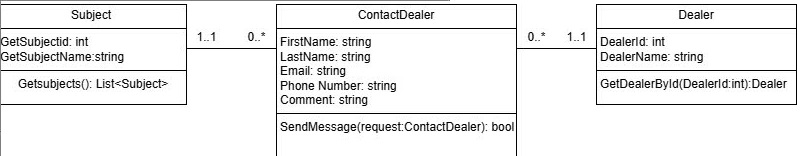 Subject
GetSubjectid: int
GetSubjectName:string
Getsubjects(): List<Subject>
1..1
0..*
ContactDealer
FirstName: string
LastName: string
Email: string
Phone Number: string
Comment: string
SendMessage(request:ContactDealer): bool
0..*
1..1
Dealer
DealerId: int
DealerName: string
GetDealerById(DealerId:int):Dealer